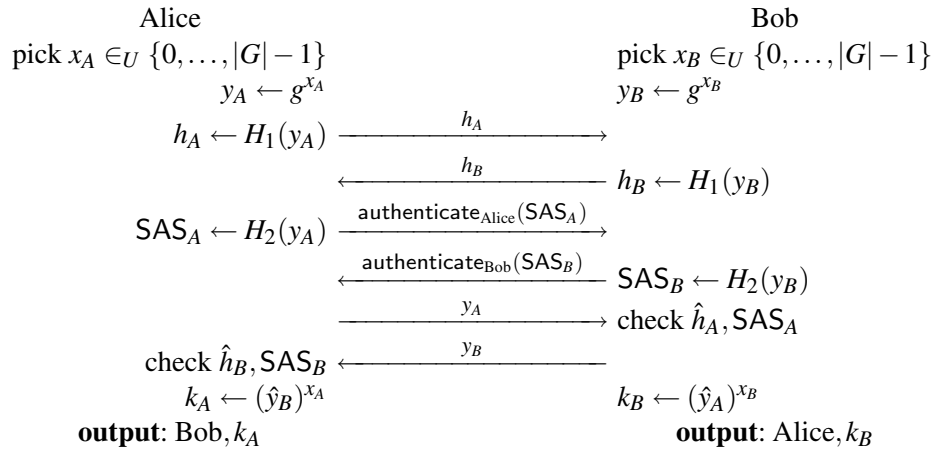 Alice Bob
pick x_A ∈_U {0,...,|G| − 1} pick x_B ∈_U {0,...,|G| − 1}
y_A ← g^{x_A} y_B ← g^{x_B}
h_A ← H_1(y_A) h_A
h_B h_B ← H_1(y_B)
SAS_A ← H_2(y_A) authenticate_Alice(SAS_A)
authenticate_Bob(SAS_B) SAS_B ← H_2(y_B)
y_A check ĥ_A, SAS_A
check ĥ_B, SAS_B y_B
k_A ← (ŷ_B)^{x_A} k_B ← (ŷ_A)^{x_B}
output: Bob, k_A output: Alice, k_B